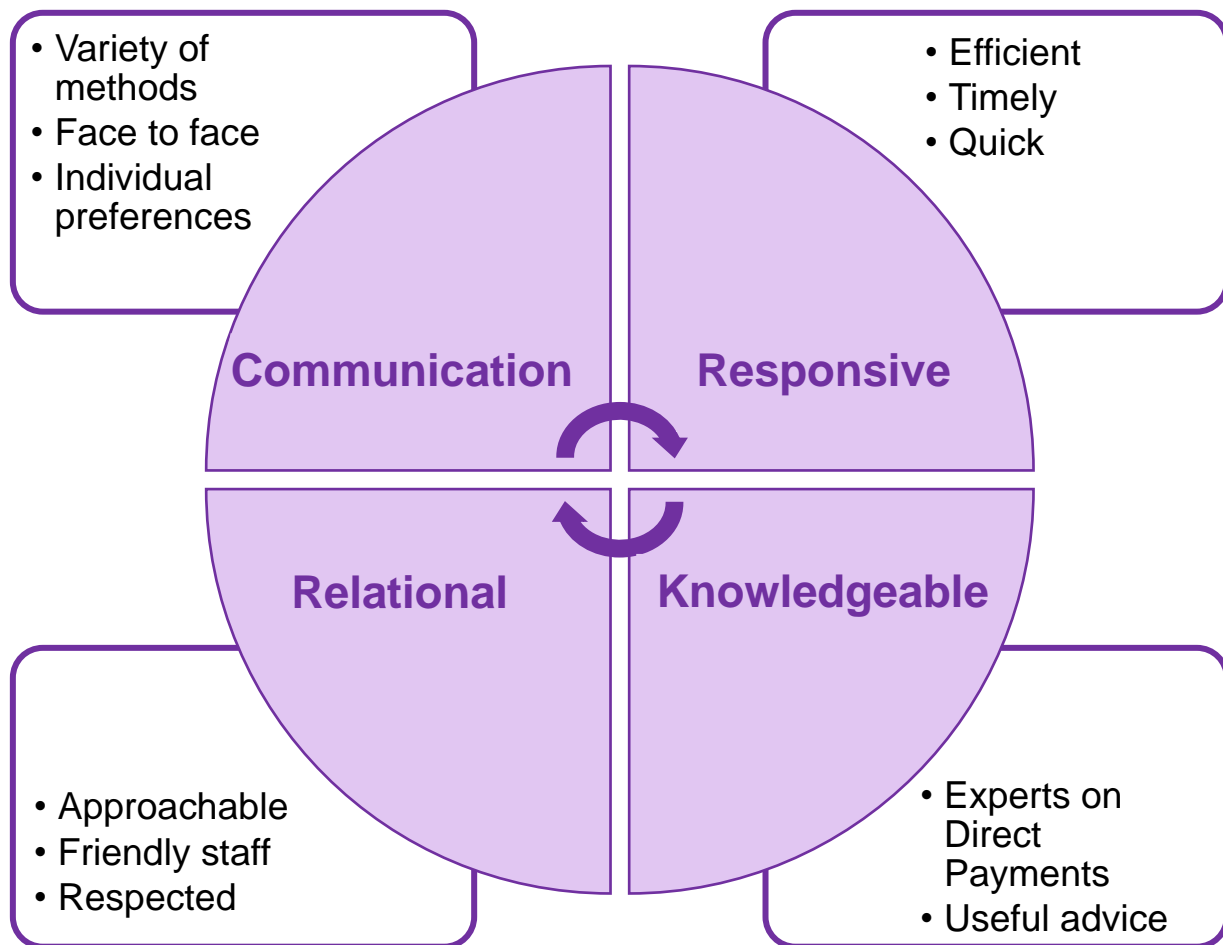 • Variety of
methods
• Face to face
• Individual
preferences
• Efficient
• Timely
• Quick
Communication
Responsive
Relational
Knowledgeable
• Approachable
• Friendly staff
• Respected
• Experts on
Direct
Payments
• Useful advice